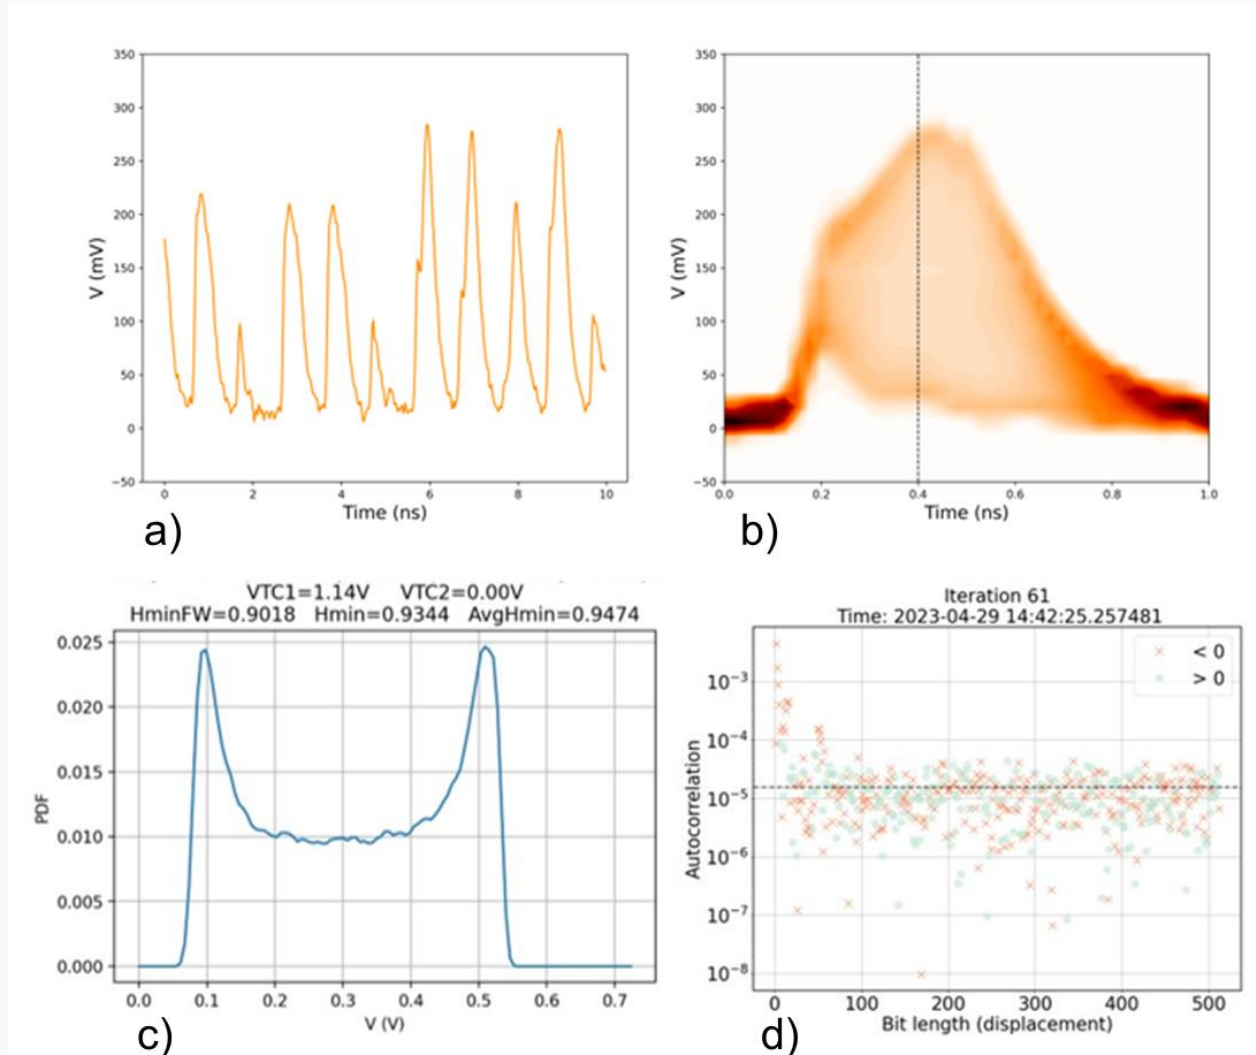 350
300
250
200
150
100
50
0
−50
V (mV)
0 2 4 6 8 10
Time (ns)
a)
350
300
250
200
150
100
50
0
−50
V (mV)
0.0 0.2 0.4 0.6 0.8 1.0
Time (ns)
b)
VTC1=1.14V VTC2=0.00V
HminFW=0.9018 Hmin=0.9344 AvgHmin=0.9474
0.025
0.020
0.015
0.010
0.005
0.000
PDF
0.0 0.1 0.2 0.3 0.4 0.5 0.6 0.7
V (V)
c)
Iteration 61
Time: 2023-04-29 14:42:25.257481
< 0
> 0
10⁻³
10⁻⁴
10⁻⁵
10⁻⁶
10⁻⁷
10⁻⁸
Autocorrelation
0 100 200 300 400 500
Bit length (displacement)
d)